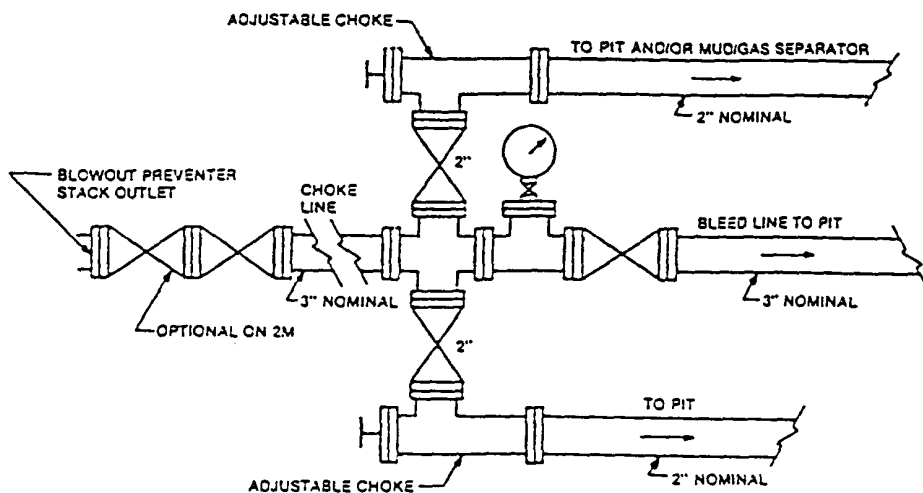 ADJUSTABLE CHOKE
TO PIT AND/OR MUD/GAS SEPARATOR
2" NOMINAL
2"
BLOWOUT PREVENTER
STACK OUTLET
CHOKE
LINE
BLEED LINE TO PIT
3" NOMINAL
3" NOMINAL
OPTIONAL ON 2M
2"
TO PIT
ADJUSTABLE CHOKE
2" NOMINAL